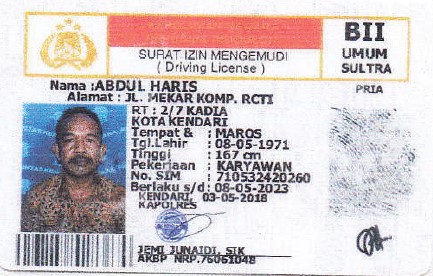 SURAT IZIN MENGEMUDI
( Driving License )
BII
UMUM
SULTRA
Nama : ABDUL HARIS
PRIA
Alamat : JL. MEKAR KOMP. RCTI
RT : 2/7 KADIA
KOTA KENDARI
Tempat & : MAROS
Tgl.Lahir : 08-05-1971
Tinggi : 167 cm
Pekerjaan : KARYAWAN
No. SIM : 710532420260
Berlaku s/d : 08-05-2023
KENDARI, 03-05-2018
KAPOLRES
JEMI JUNAIDI, SIK
AKBP NRP.76061048